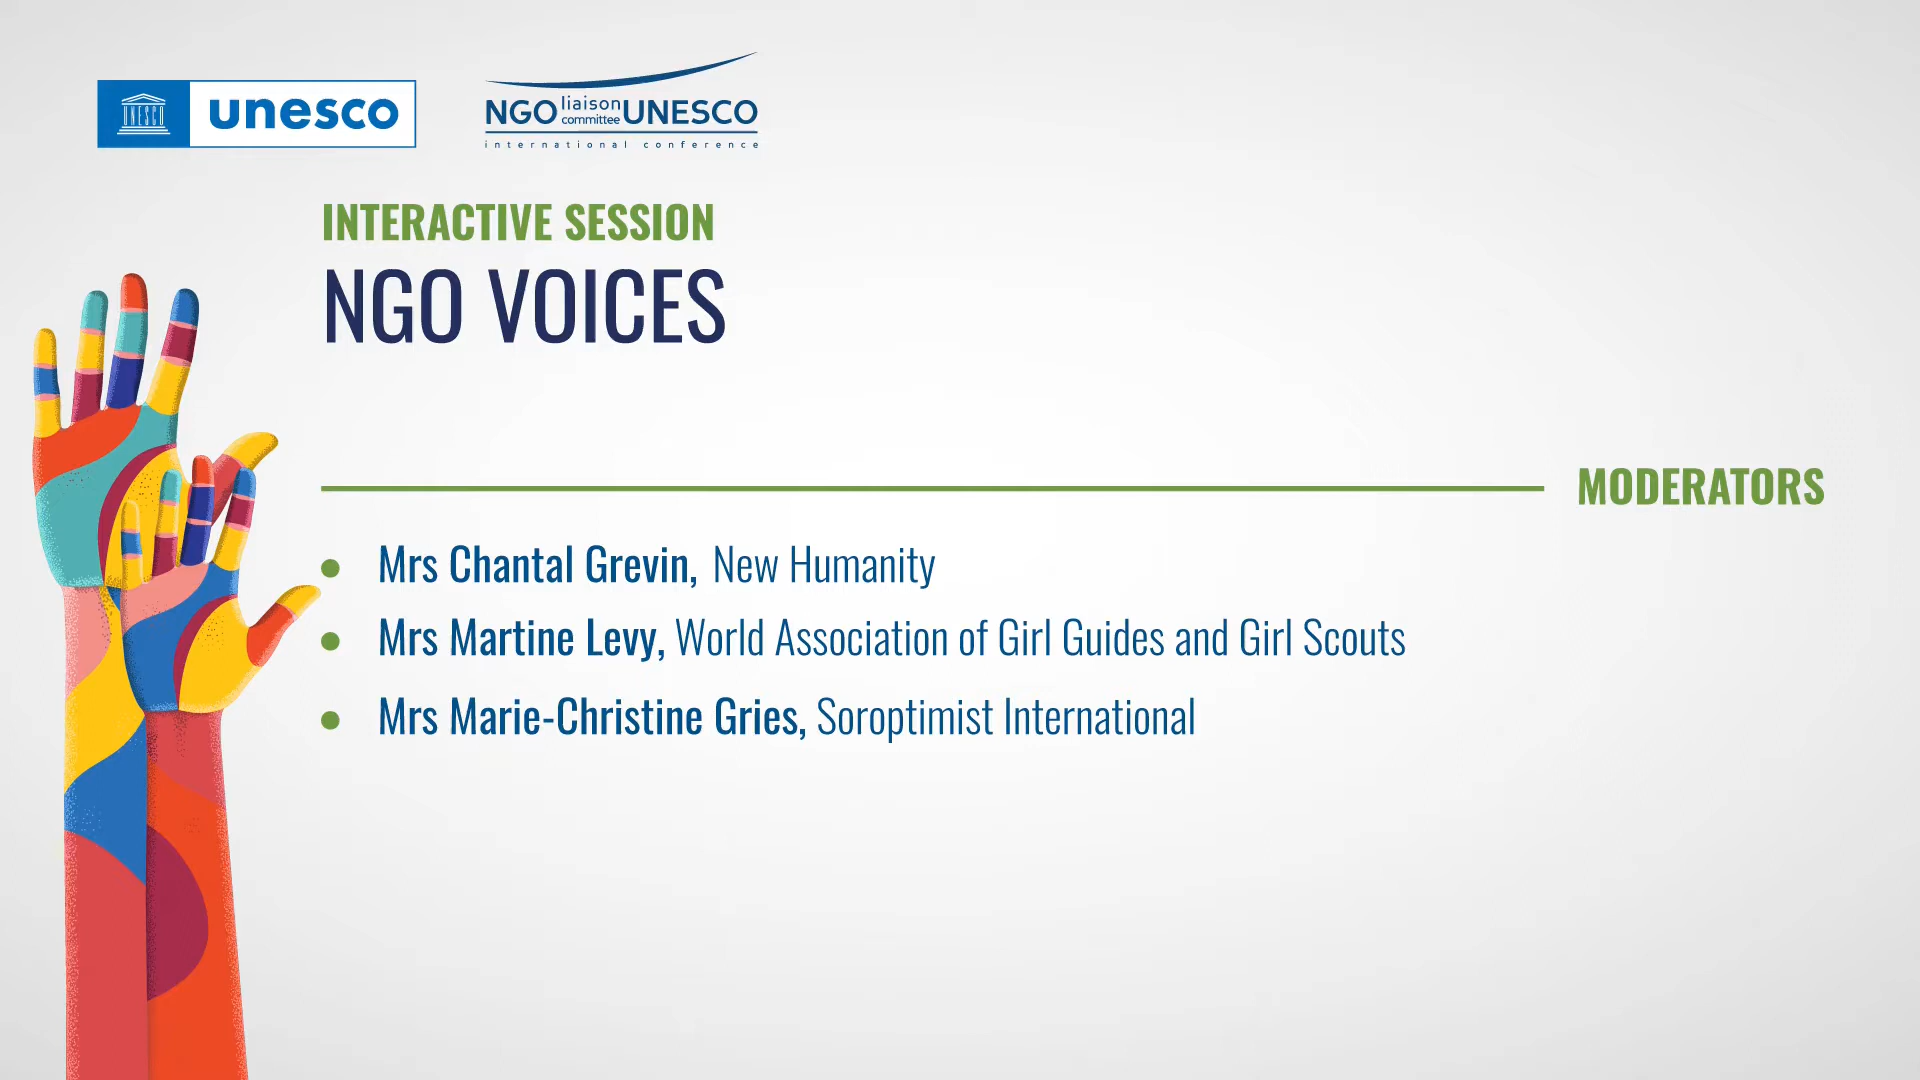 UNESCO
unesco
NGO liaison committee UNESCO
international conference
INTERACTIVE SESSION
NGO VOICES
MODERATORS
• Mrs Chantal Grevin, New Humanity
• Mrs Martine Levy, World Association of Girl Guides and Girl Scouts
• Mrs Marie-Christine Gries, Soroptimist International